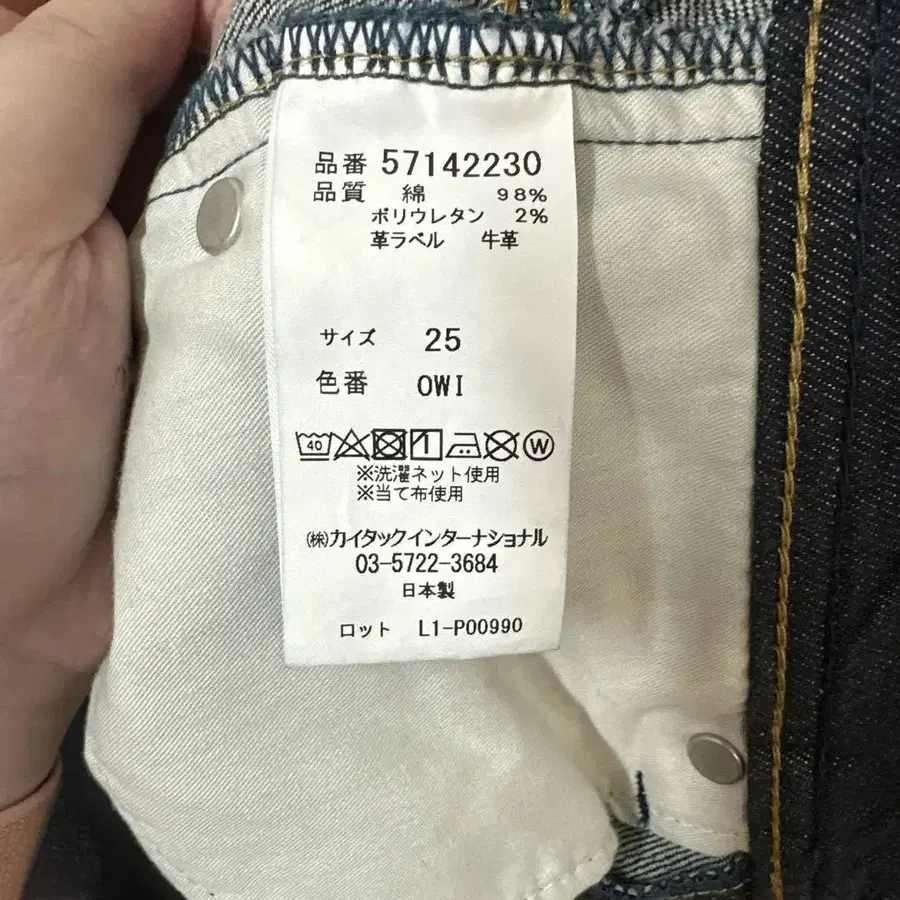 品番 57142230
品質 綿 98%
ポリウレタン 2%
革ラベル 牛革
サイズ 25
色番 OWI
40 W
※洗濯ネット使用
※当て布使用
㈱カイタックインターナショナル
03-5722-3684
日本製
ロット L1-P00990